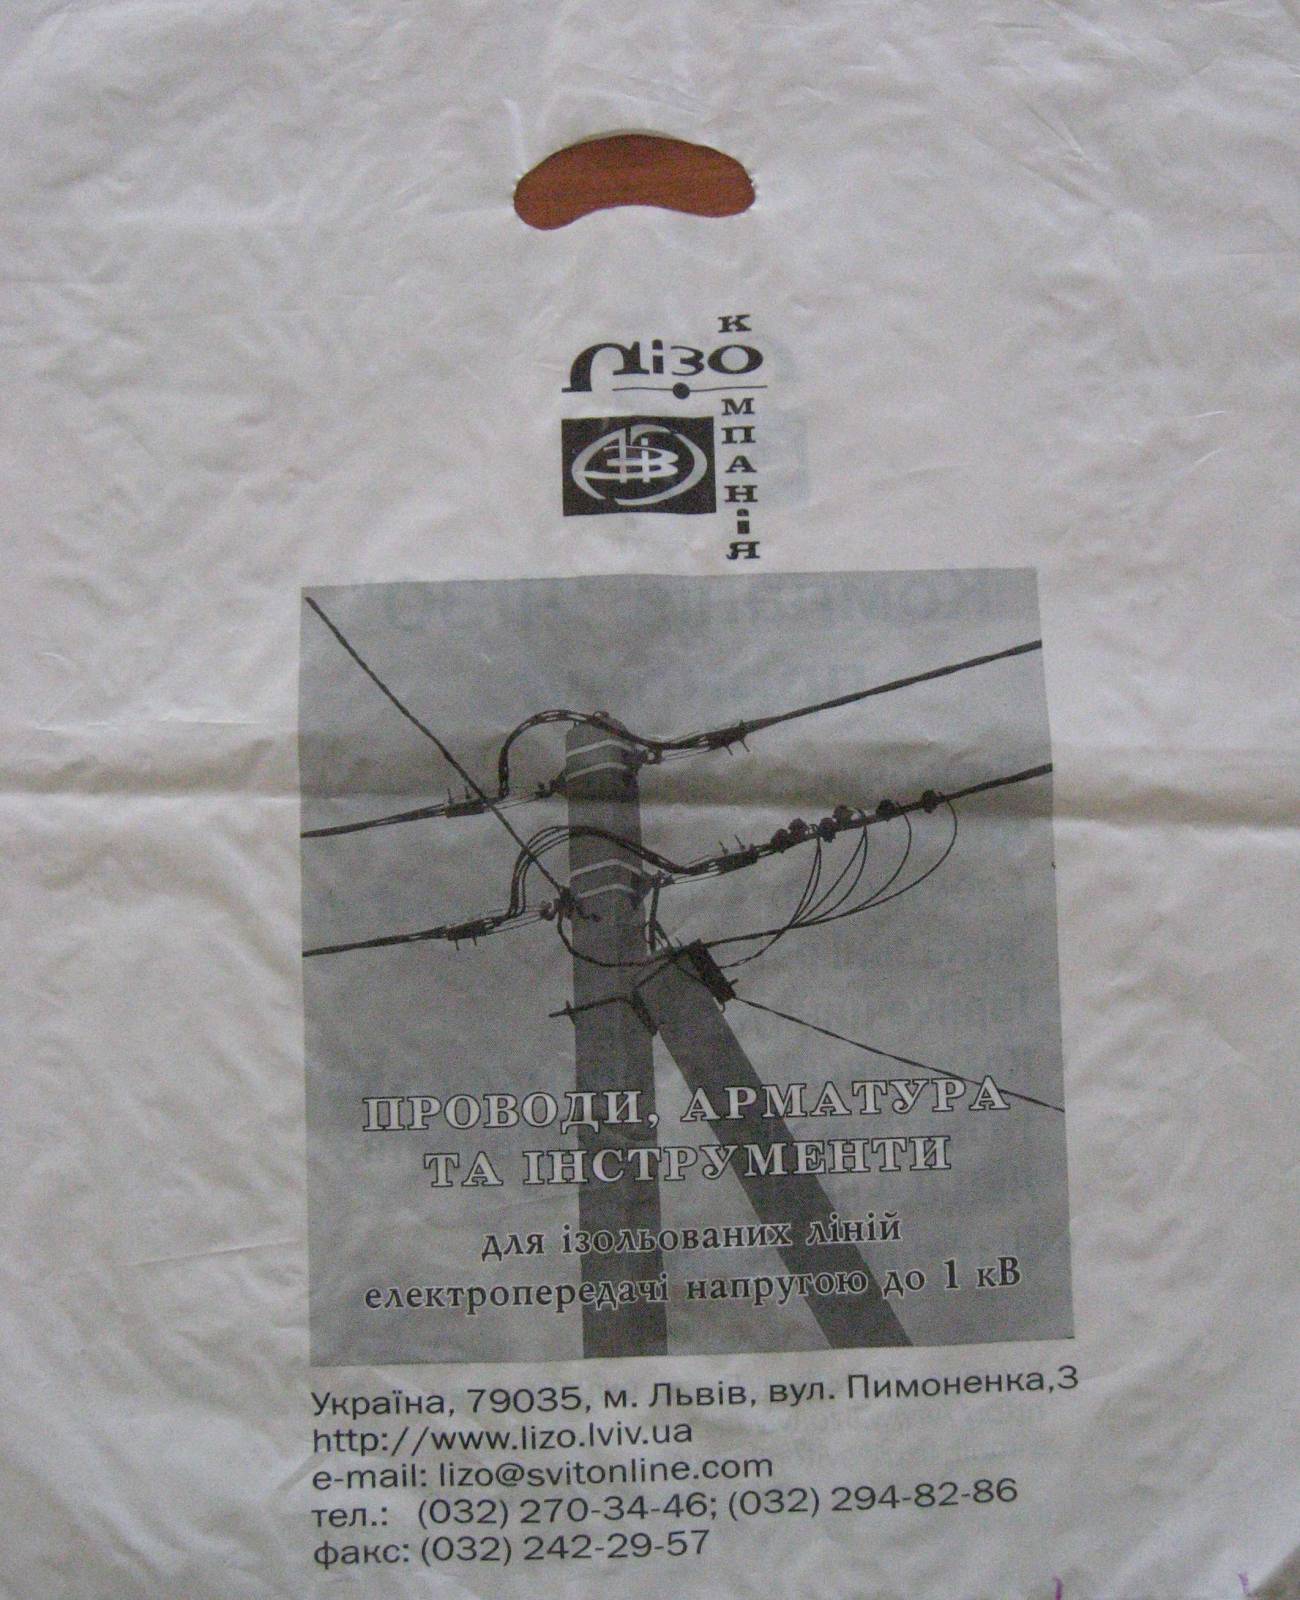 Лізо
компанія
ПРОВОДИ, АРМАТУРА
ТА ІНСТРУМЕНТИ
для ізольованих ліній
електропередачі напругою до 1 кВ
Україна, 79035, м. Львів, вул. Пимоненка,3
http://www.lizo.lviv.ua
e-mail: lizo@svitonline.com
тел.: (032) 270-34-46; (032) 294-82-86
факс: (032) 242-29-57